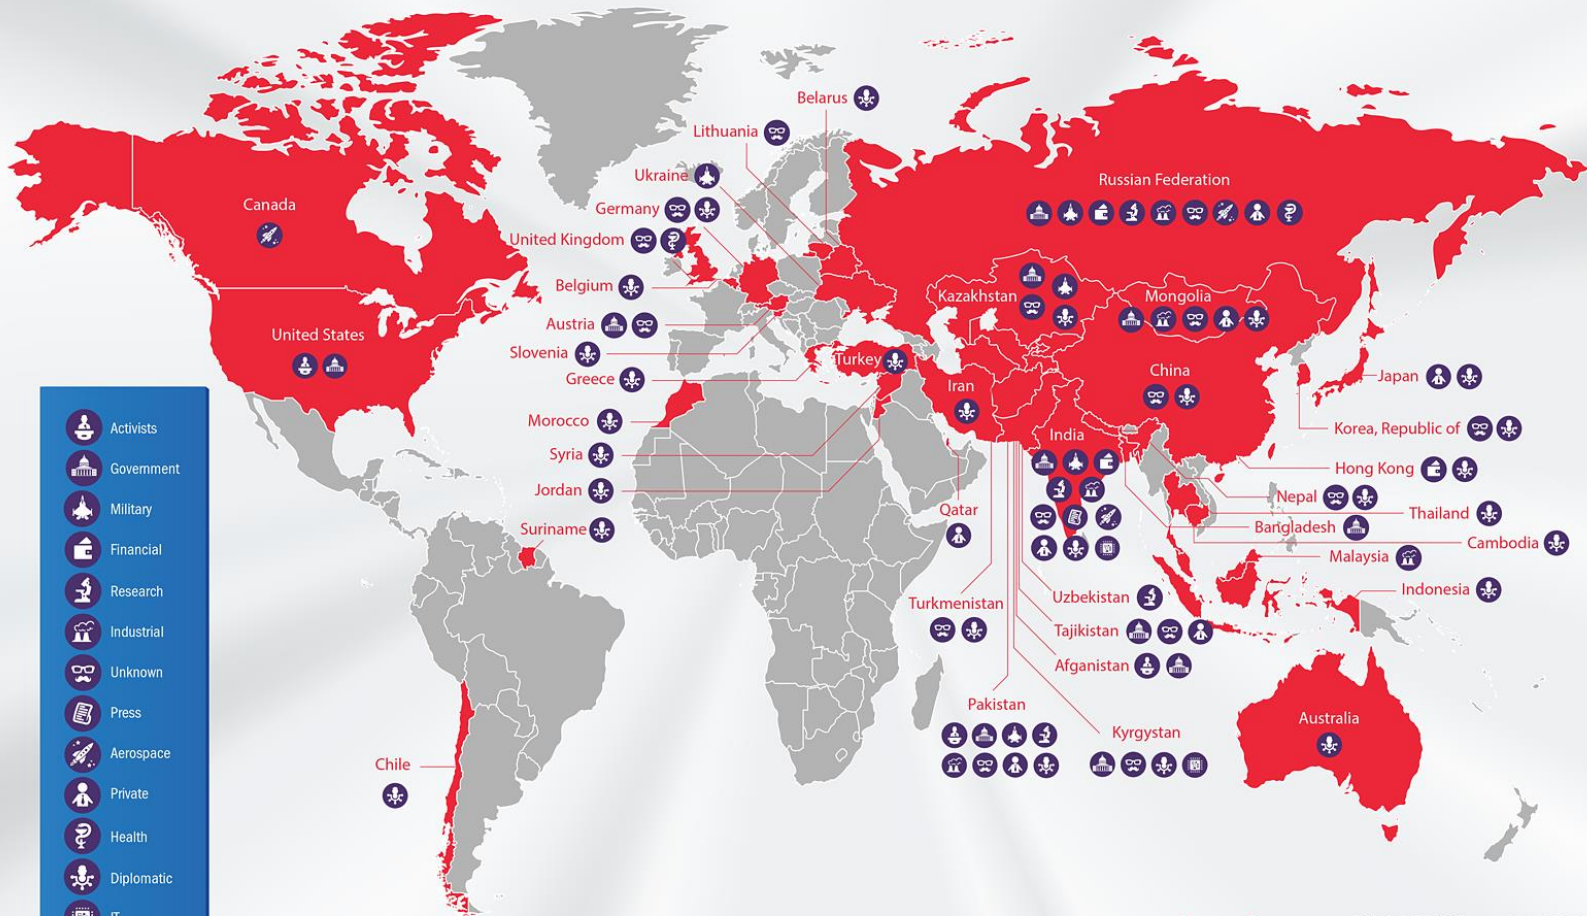 Belarus
Lithuania
Ukraine
Germany
United Kingdom
Belgium
Austria
Slovenia
Greece
Morocco
Syria
Jordan
Suriname
Canada
United States
Chile
Russian Federation
Kazakhstan
Mongolia
Turkey
Iran
China
India
Japan
Korea, Republic of
Hong Kong
Nepal
Thailand
Bangladesh
Cambodia
Malaysia
Indonesia
Qatar
Turkmenistan
Uzbekistan
Tajikistan
Afganistan
Pakistan
Kyrgystan
Australia
Activists
Government
Military
Financial
Research
Industrial
Unknown
Press
Aerospace
Private
Health
Diplomatic
IT